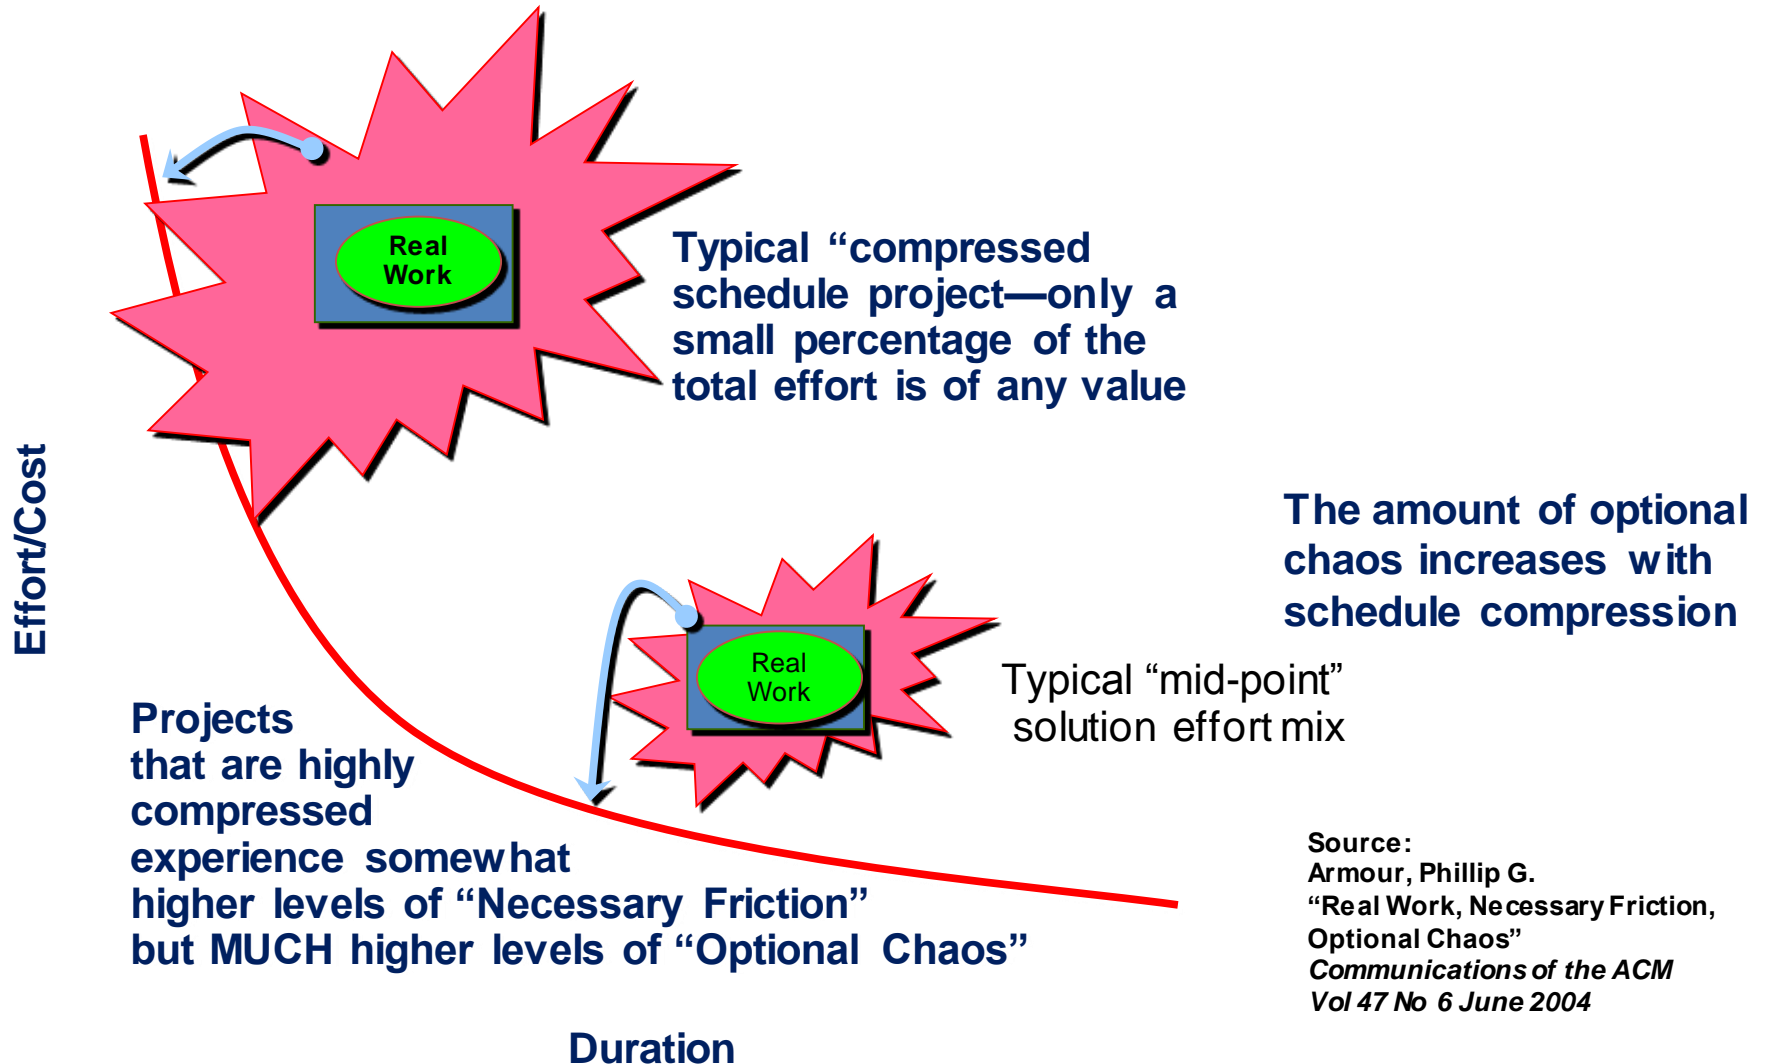 Real
Work
Typical “compressed
schedule project—only a
small percentage of the
total effort is of any value
Effort/Cost
The amount of optional
chaos increases with
schedule compression
Real
Work
Typical “mid-point”
solution effort mix
Projects
that are highly
compressed
experience somewhat
higher levels of “Necessary Friction”
but MUCH higher levels of “Optional Chaos”
Source:
Armour, Phillip G.
“Real Work, Necessary Friction,
Optional Chaos”
Communications of the ACM
Vol 47 No 6 June 2004
Duration